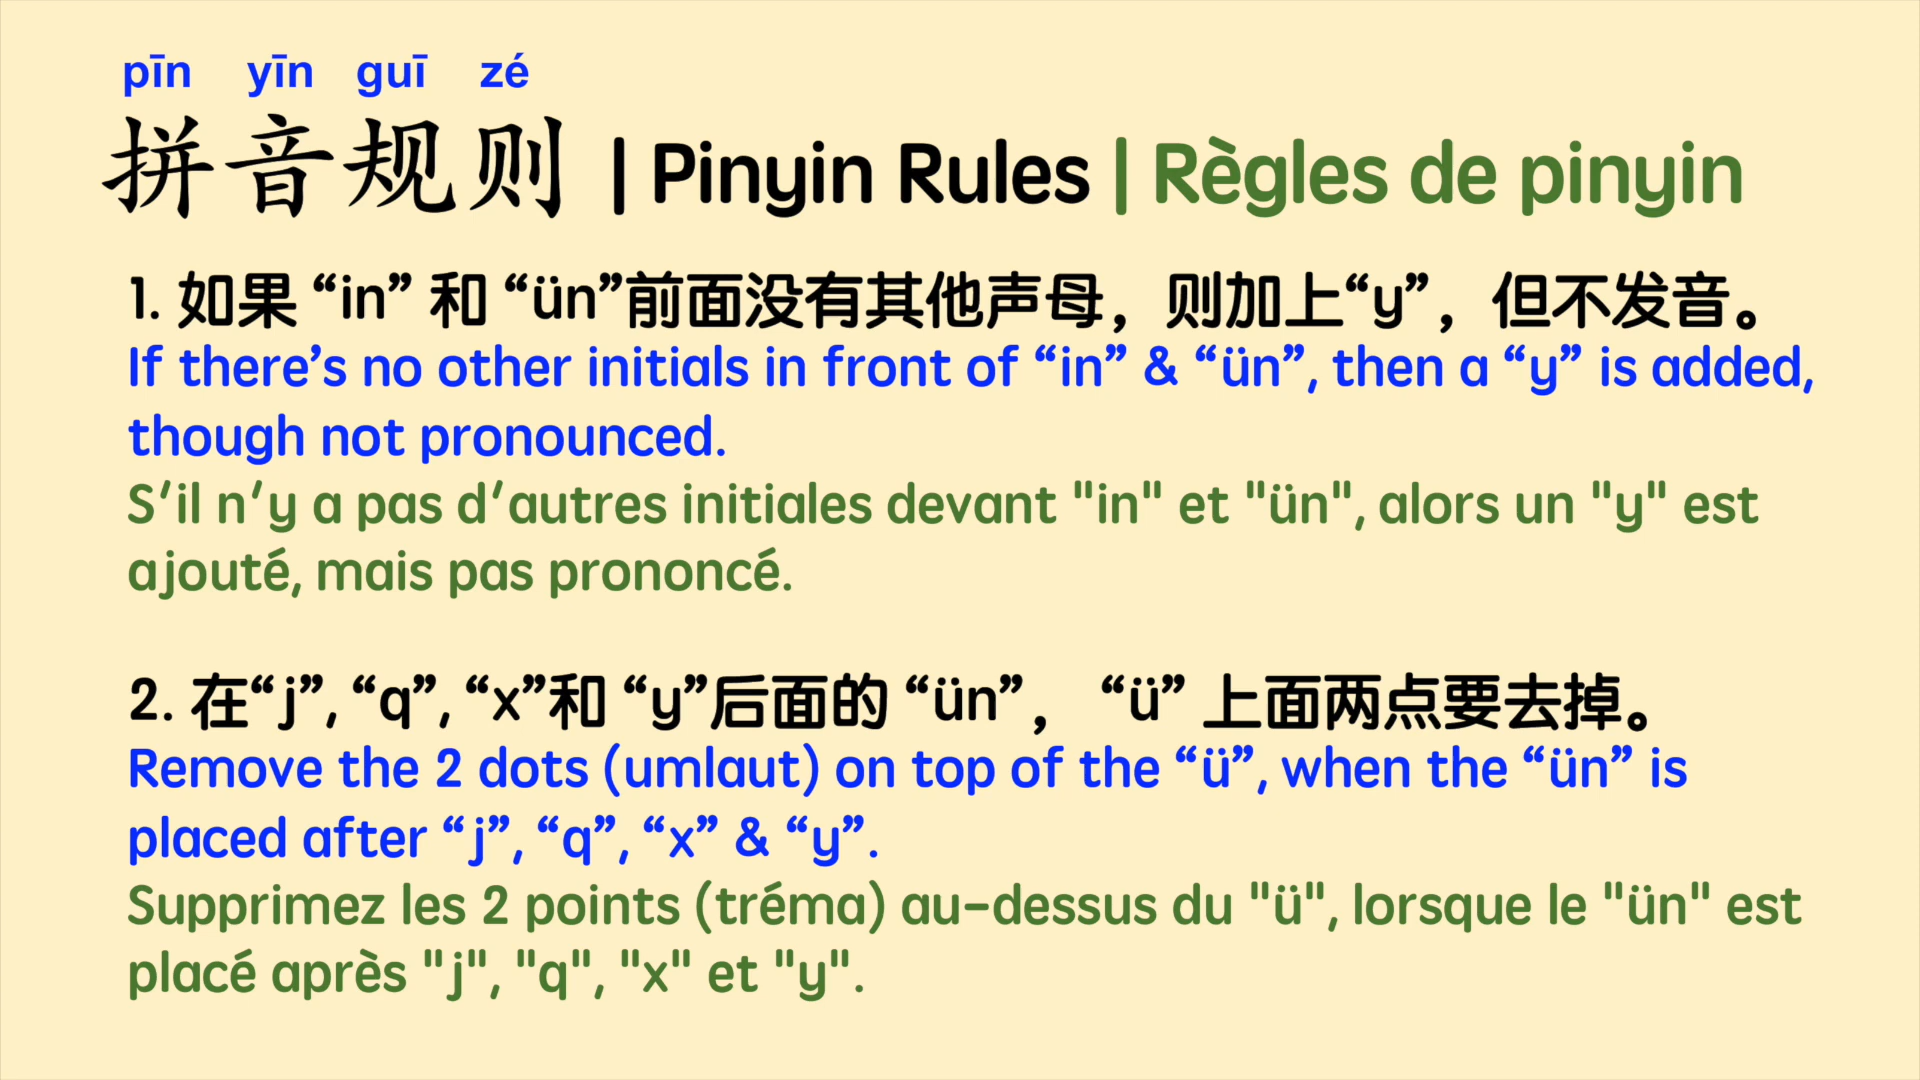 pīn yīn guī zé
拼音规则 | Pinyin Rules | Règles de pinyin
1. 如果 “in” 和 “ün”前面没有其他声母，则加上“y”，但不发音。
If there’s no other initials in front of “in” & “ün”, then a “y” is added,
though not pronounced.
S’il n’y a pas d’autres initiales devant "in" et "ün", alors un "y" est
ajouté, mais pas prononcé.
2. 在“j”, “q”, “x”和 “y”后面的 “ün”， “ü” 上面两点要去掉。
Remove the 2 dots (umlaut) on top of the “ü”, when the “ün” is
placed after “j”, “q”, “x” & “y”.
Supprimez les 2 points (tréma) au-dessus du "ü", lorsque le "ün" est
placé après "j", "q", "x" et "y".